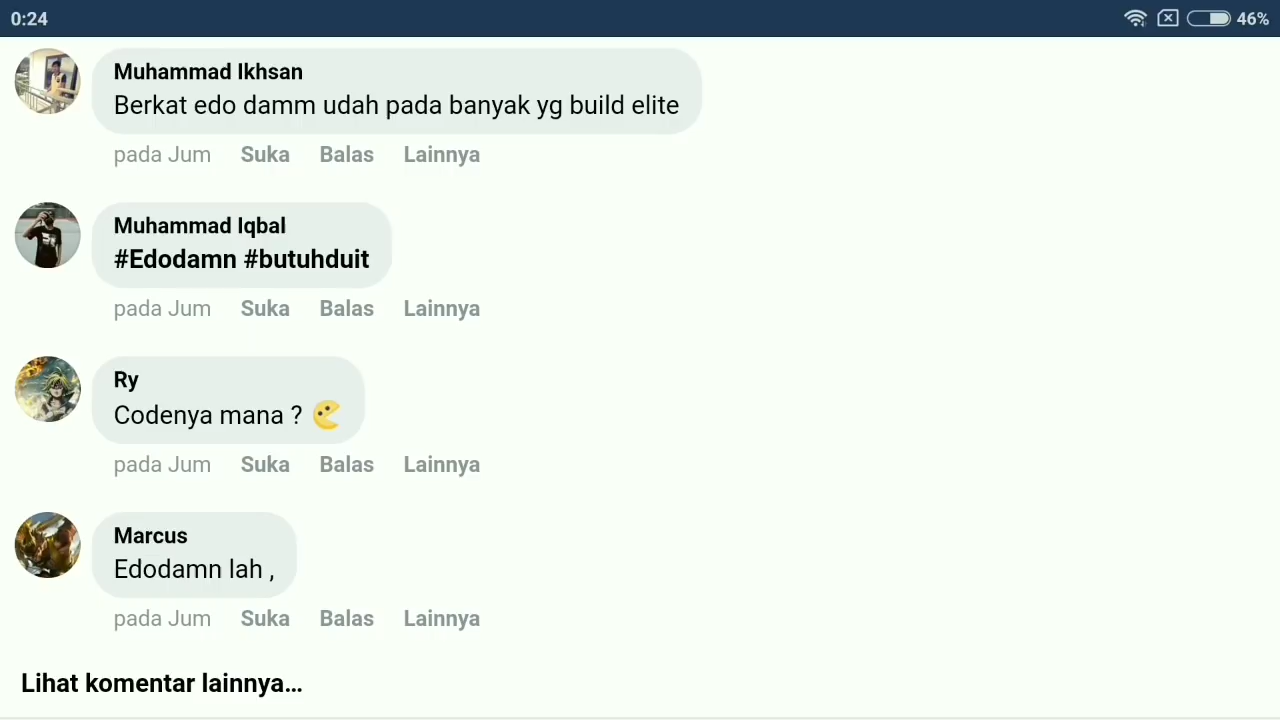 0:24
46%
Muhammad Ikhsan
Berkat edo damm udah pada banyak yg build elite
pada Jum Suka Balas Lainnya
Muhammad Iqbal
#Edodamn #butuhduit
pada Jum Suka Balas Lainnya
Ry
Codenya mana ?
pada Jum Suka Balas Lainnya
Marcus
Edodamn lah ,
pada Jum Suka Balas Lainnya
Lihat komentar lainnya...